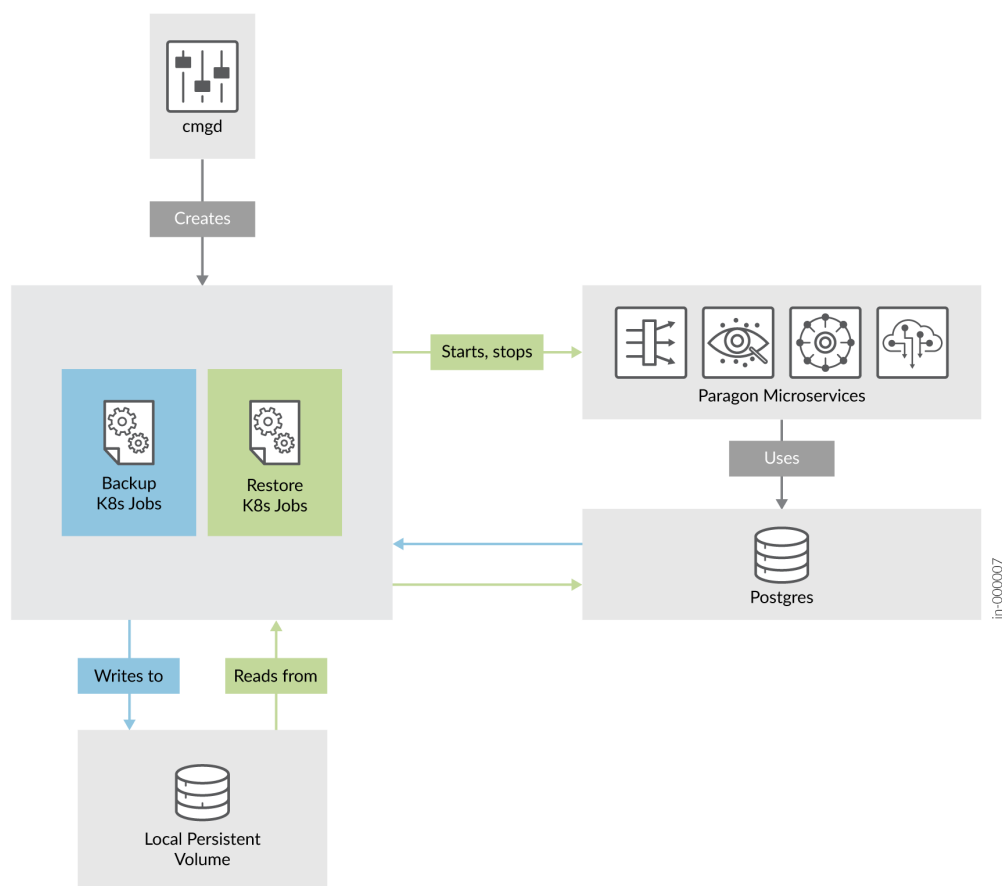 cmgd
Creates
Starts, stops
Paragon Microservices
Backup
K8s Jobs
Restore
K8s Jobs
Uses
Postgres
Writes to
Reads from
Local Persistent
Volume
in-000007